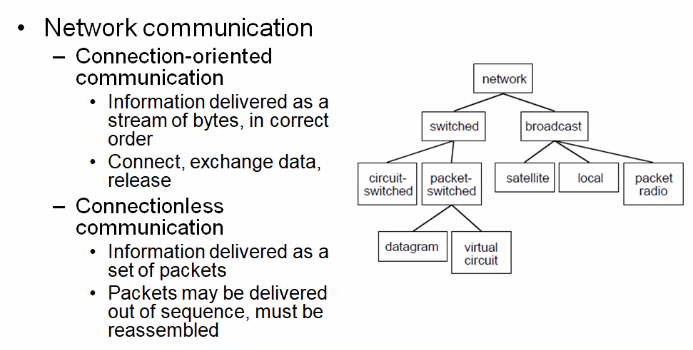 • Network communication
– Connection-oriented
communication
• Information delivered as a
stream of bytes, in correct
order
• Connect, exchange data,
release
– Connectionless
communication
• Information delivered as a
set of packets
• Packets may be delivered
out of sequence, must be
reassembled
network
switched
broadcast
circuit-
switched
packet-
switched
satellite
local
packet
radio
datagram
virtual
circuit